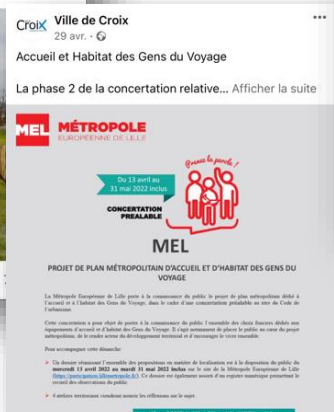 Croix
Ville de Croix
29 avr. ·
Accueil et Habitat des Gens du Voyage
La phase 2 de la concertation relative... Afficher la suite
MEL MÉTROPOLE
EUROPÉENNE DE LILLE
Prenez la parole !
Du 13 avril au
31 mai 2022 inclus
CONCERTATION
PREALABLE
MEL
PROJET DE PLAN MÉTROPOLITAIN D'ACCUEIL ET D'HABITAT DES GENS DU
VOYAGE
La Métropole Européenne de Lille porte à la connaissance du public le projet de plan métropolitain dédié à
l'accueil et à l'habitat des Gens du Voyage, dans le cadre d'une concertation préalable au titre du Code de
l'urbanisme.
Cette concertation a pour objet de porter à la connaissance du public l'ensemble des choix fonciers dédiés aux
équipements d'accueil et d'habitat des Gens du Voyage. Il s'agit notamment de placer le public au cœur du projet
métropolitain, de le rendre acteur du développement territorial et d'encourager le vivre ensemble.
Pour accompagner cette démarche:
Un dossier réunissant l'ensemble des propositions en matière de localisation est à la disposition du public du
mercredi 13 avril 2022 au mardi 31 mai 2022 inclus sur le site de la Métropole Européenne de Lille
(https://participation.lillemetropole.fr/). Ce dossier est également assorti d'un registre numérique permettant le
recueil des observations du public.
4 ateliers territoriaux viendront nourrir les réflexions sur le sujet.